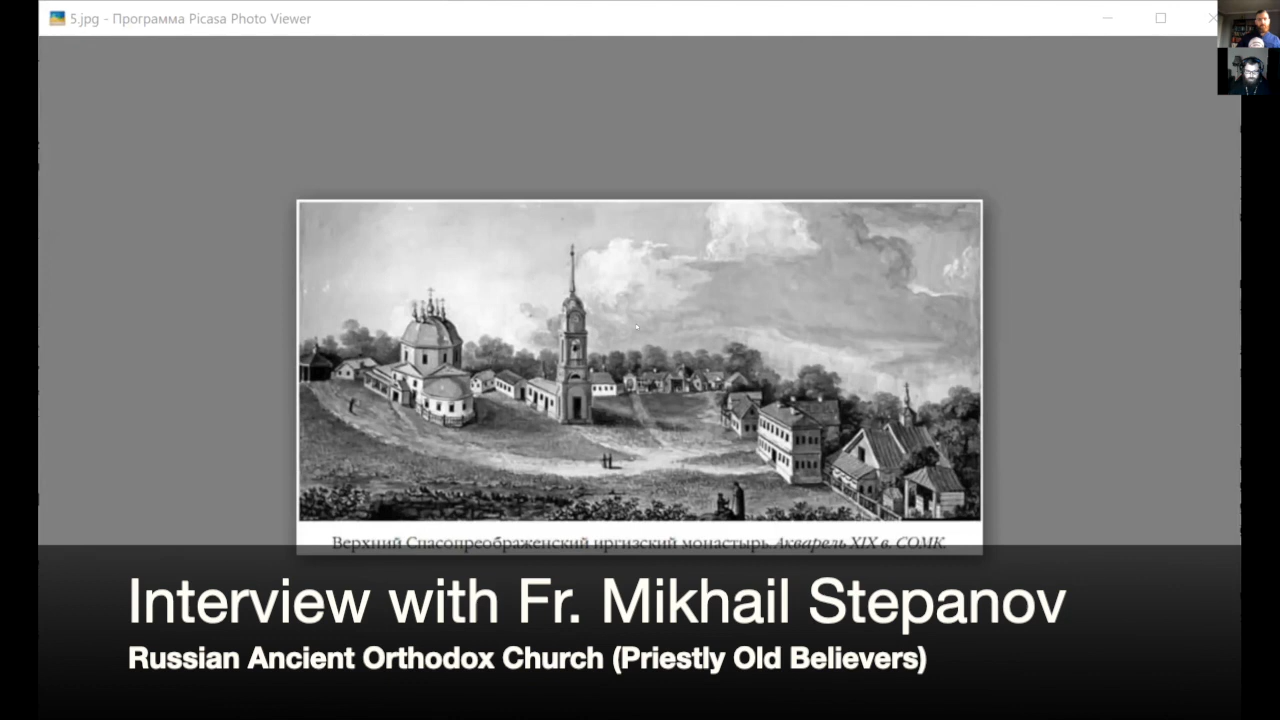 5.jpg - Программа Picasa Photo Viewer
Верхний Спасопреображенский иргизский монастырь. Акварель XIX в. СОМК.
Interview with Fr. Mikhail Stepanov
Russian Ancient Orthodox Church (Priestly Old Believers)